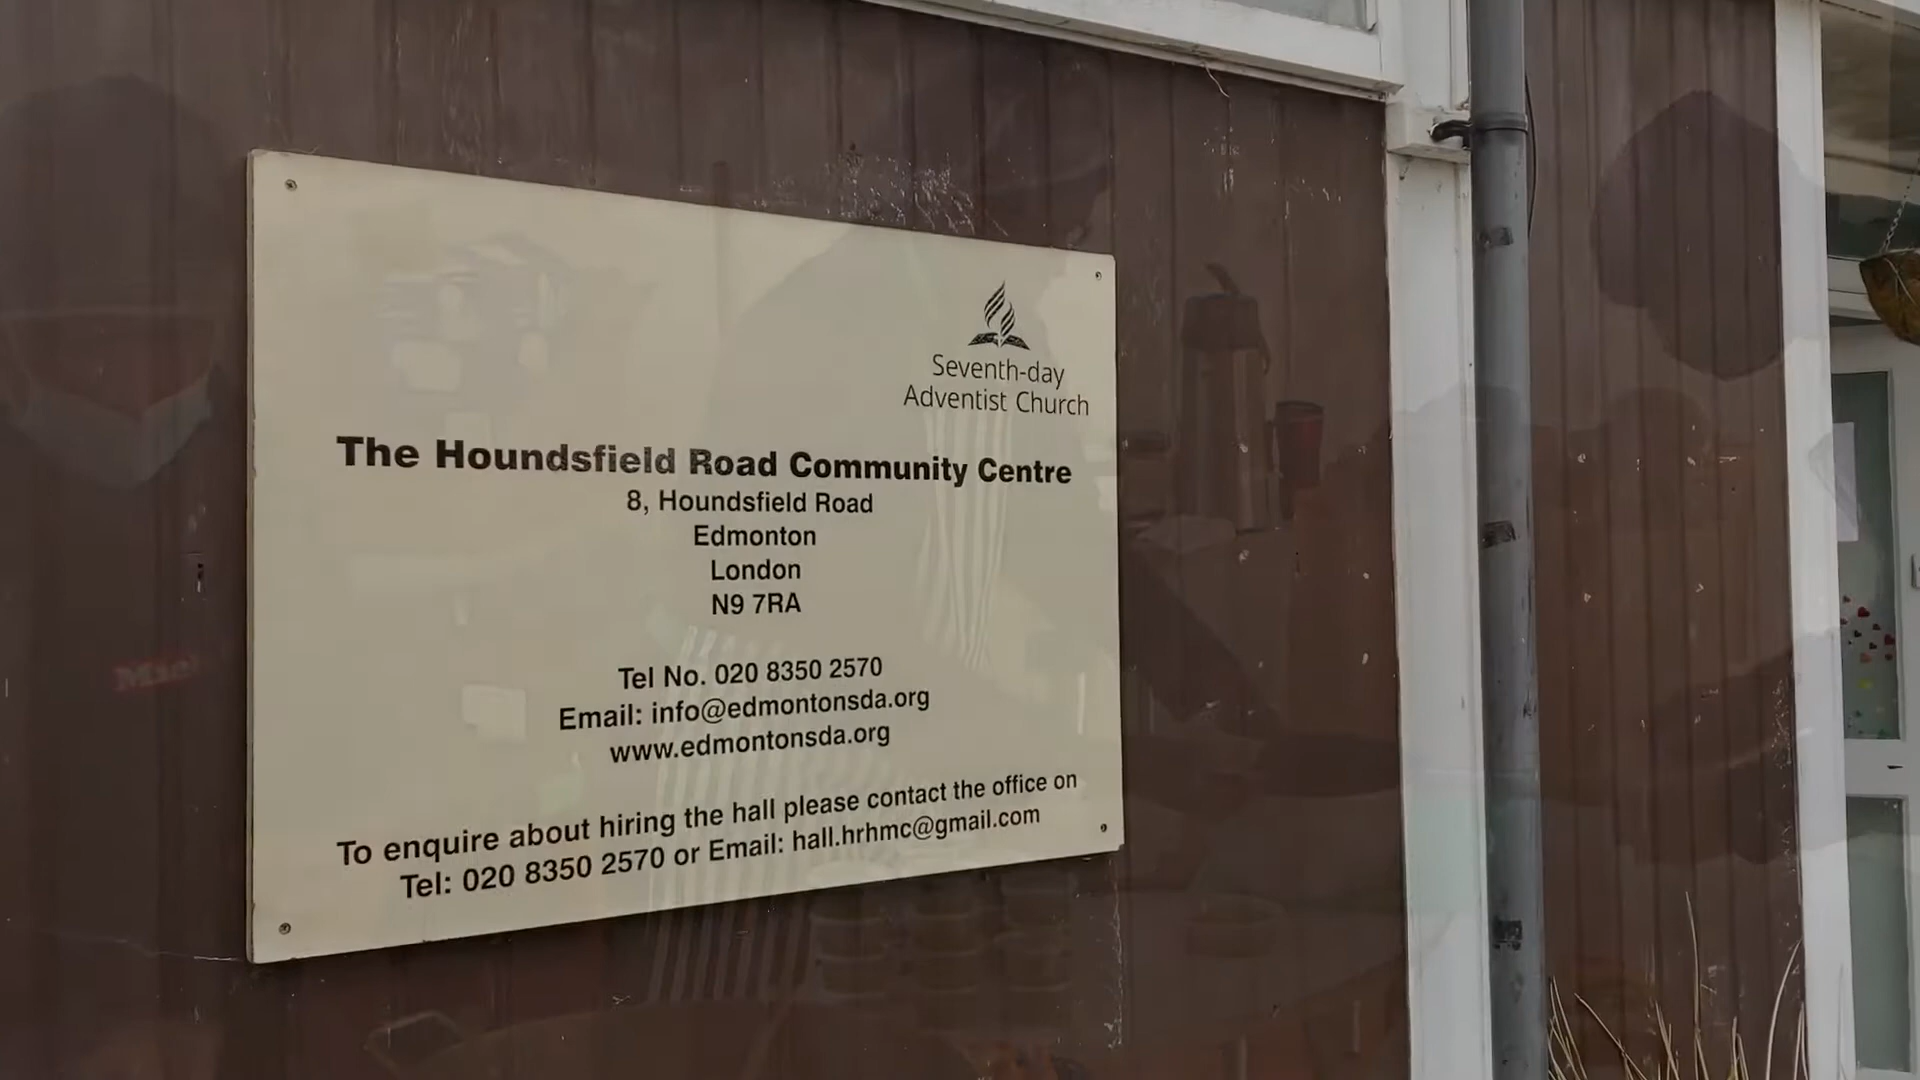 Seventh-day
Adventist Church
The Houndsfield Road Community Centre
8, Houndsfield Road
Edmonton
London
N9 7RA
Tel No. 020 8350 2570
Email: info@edmontonsda.org
www.edmontonsda.org
To enquire about hiring the hall please contact the office on
Tel: 020 8350 2570 or Email: hall.hrhmc@gmail.com